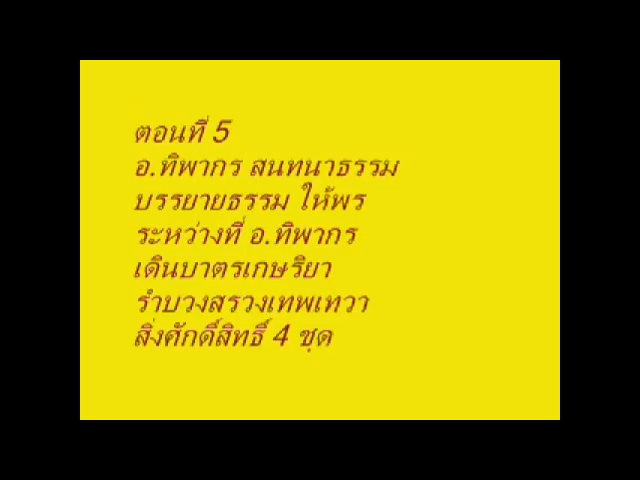 ตอนที่ 5
อ.ทิพากร สนทนาธรรม
บรรยายธรรม ให้พร
ระหว่างที่ อ.ทิพากร
เดินบาตรเกษริยา
รำบวงสรวงเทพเทวา
สิ่งศักดิ์สิทธิ์ 4 ชุด